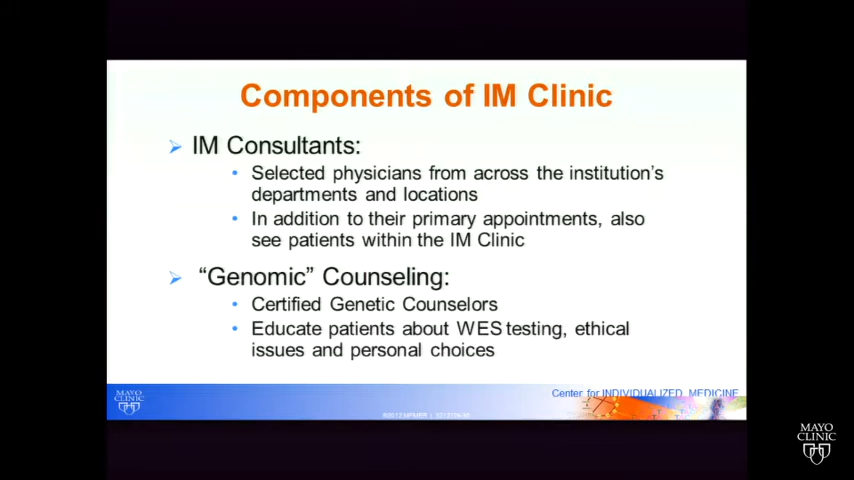 Components of IM Clinic
IM Consultants:
Selected physicians from across the institution's
departments and locations
In addition to their primary appointments, also
see patients within the IM Clinic
“Genomic” Counseling:
Certified Genetic Counselors
Educate patients about WES testing, ethical
issues and personal choices
MAYO
CLINIC
Center for INDIVIDUALIZED MEDICINE
MAYO
CLINIC